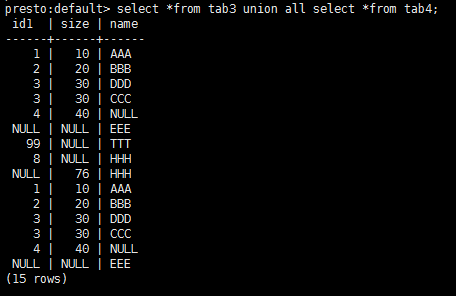 presto:default> select *from tab3 union all select *from tab4;
 id1  | size | name
------+------+------
    1 |   10 | AAA
    2 |   20 | BBB
    3 |   30 | DDD
    3 |   30 | CCC
    4 |   40 | NULL
 NULL | NULL | EEE
   99 | NULL | TTT
    8 | NULL | HHH
 NULL |   76 | HHH
    1 |   10 | AAA
    2 |   20 | BBB
    3 |   30 | DDD
    3 |   30 | CCC
    4 |   40 | NULL
 NULL | NULL | EEE
(15 rows)